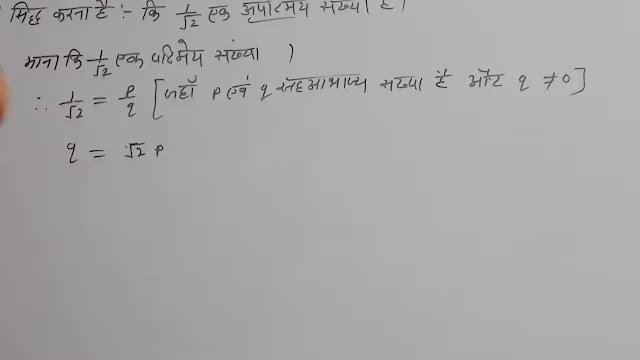 सिद्ध करना है :- कि 1/√2 एक अपरिमेय संख्या है।
माना कि 1/√2 एक परिमेय संख्या )
∴ 1/√2 = p/q [जहाँ p एवं q सहअभाज्य संख्या है और q ≠ 0]
q = √2 p